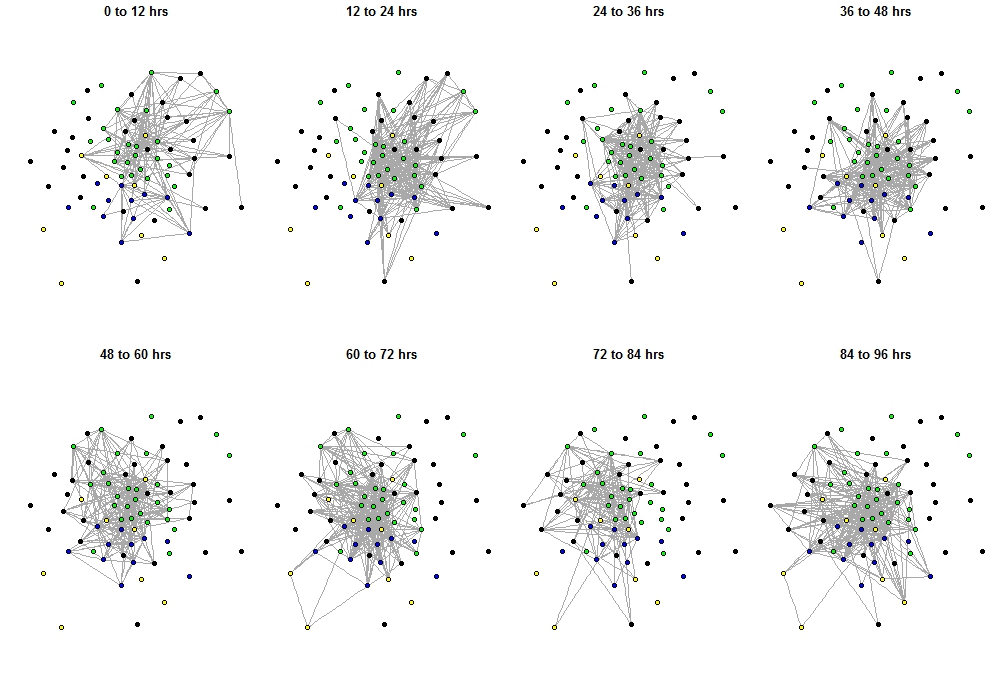 0 to 12 hrs
12 to 24 hrs
24 to 36 hrs
36 to 48 hrs
48 to 60 hrs
60 to 72 hrs
72 to 84 hrs
84 to 96 hrs